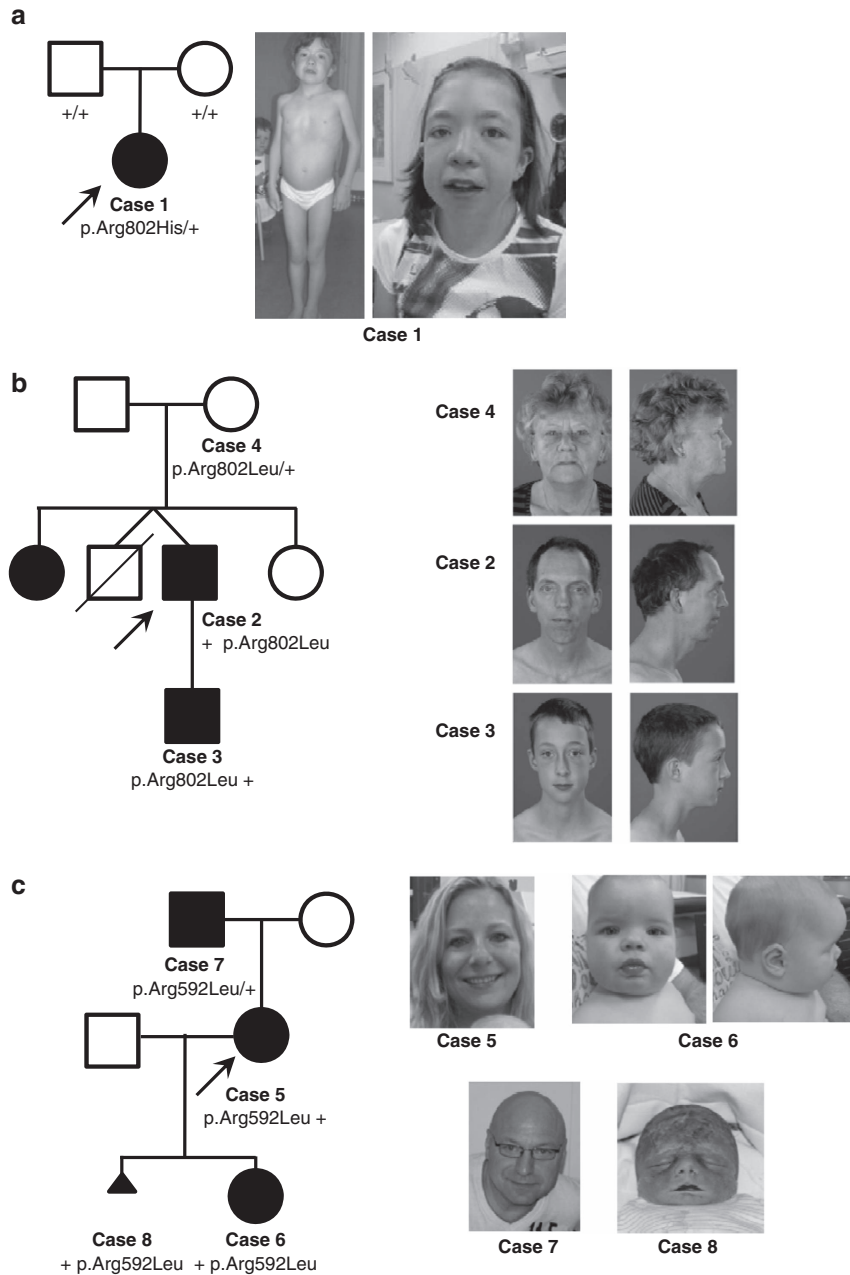 a
+/+ +/+
Case 1
p.Arg802His/+
Case 1
b
Case 4
p.Arg802Leu/+
Case 2
+ p.Arg802Leu
Case 3
p.Arg802Leu +
Case 4
Case 2
Case 3
c
Case 7
p.Arg592Leu/+
Case 5
p.Arg592Leu +
Case 8 Case 6
+ p.Arg592Leu + p.Arg592Leu
Case 5 Case 6
Case 7 Case 8